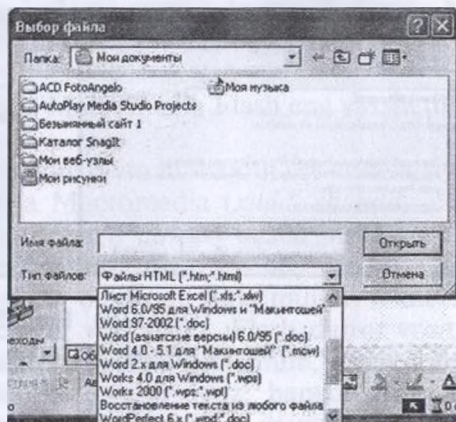 Выбор файла
Папка: Мои документы
ACD FotoAngelo
Моя музыка
AutoPlay Media Studio Projects
Безымянный сайт 1
Каталог SnagIt
Мои веб-узлы
Мои рисунки
Имя файла:
Открыть
Тип файлов: Файлы HTML (*.htm;*.html)
Отмена
Лист Microsoft Excel (*.xls;*.xlw)
Word 6.0/95 для Windows и "Макинтошей"
Word 97-2002 (*.doc)
Word (азиатские версии) 6.0/95 (*.doc)
Word 4.0 - 5.1 для "Макинтошей" (*.mcw)
Word 2.x для Windows (*.doc)
Works 4.0 для Windows (*.wps)
Works 2000 (*.wps;*.wpt)
Восстановление текста из любого файла
WordPerfect 6.x (*.wpd;*.doc)